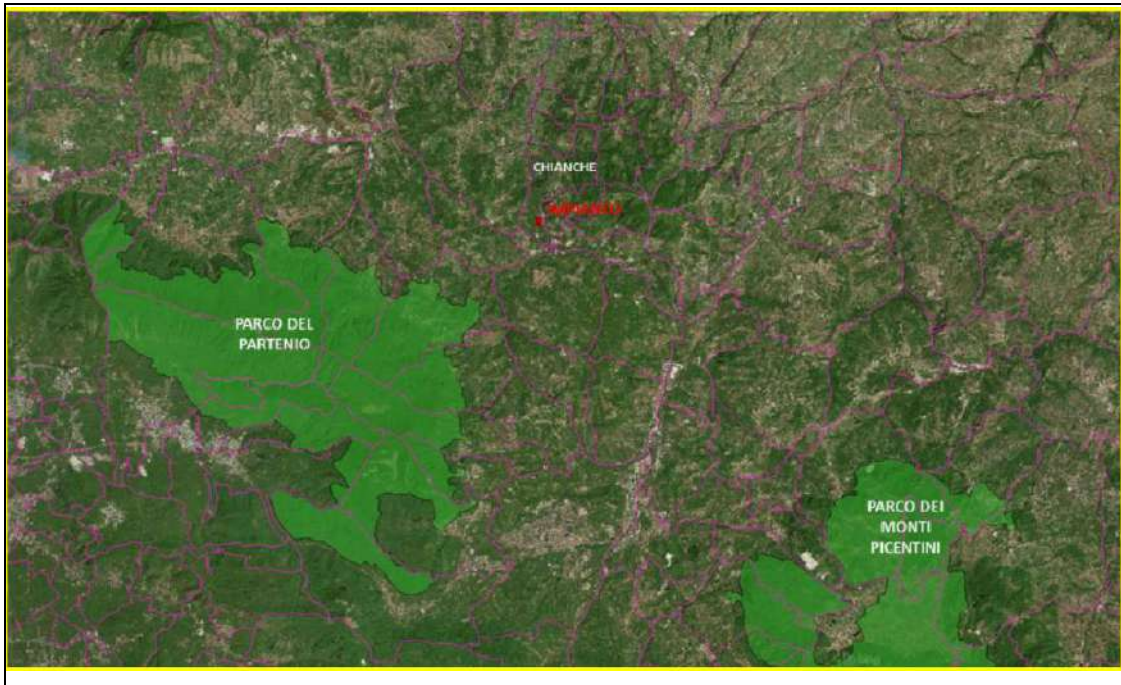 CHIANCHE
PARCO DEL
PARTENIO
PARCO DEI
MONTI
PICENTINI